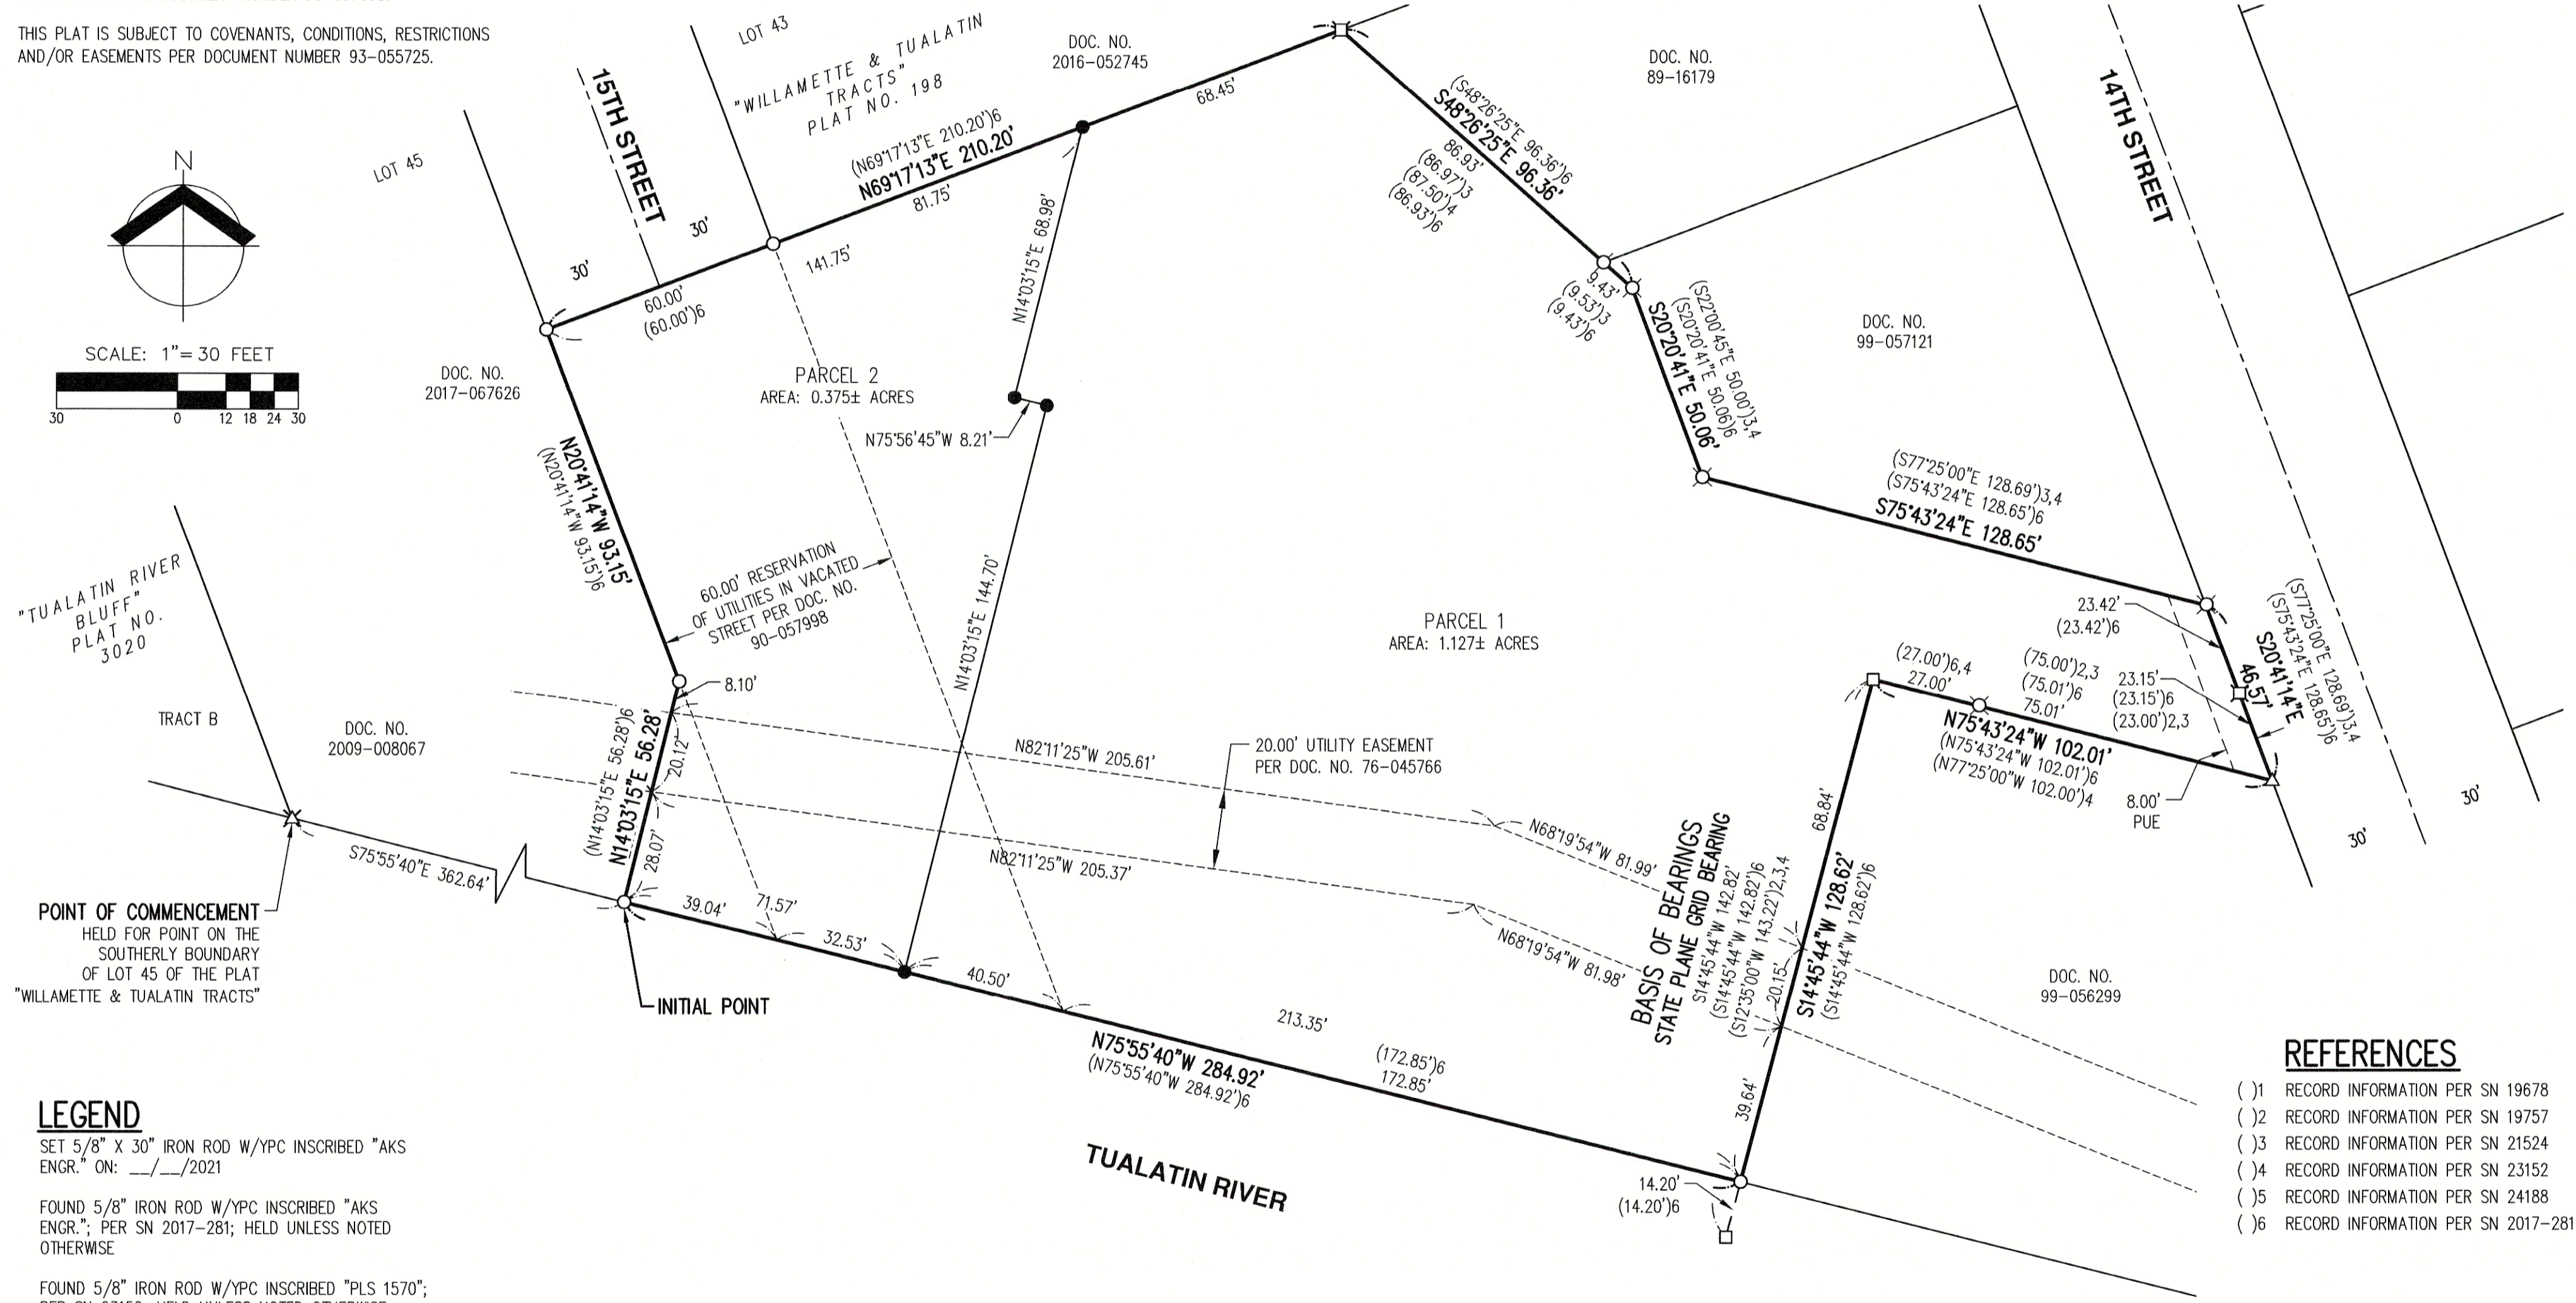 THIS PLAT IS SUBJECT TO COVENANTS, CONDITIONS, RESTRICTIONS
AND/OR EASEMENTS PER DOCUMENT NUMBER 93-055725.
N
SCALE: 1"= 30 FEET
30 0 12 18 24 30
LOT 45
15TH STREET
LOT 43
"WILLAMETTE & TUALATIN
TRACTS"
PLAT NO. 198
DOC. NO.
2016-052745
DOC. NO.
89-16179
14TH STREET
30'
30'
(N69°17'13"E 210.20')6
N69°17'13"E 210.20'
81.75'
68.45'
141.75'
60.00'
(60.00')6
(S48°26'25"E 96.36')6
S48°26'25"E 96.36'
86.93'
(86.97')3
(87.50')4
(86.93')6
9.43'
(9.53')3
(9.43')6
(S22°00'45"E 50.00')3,4
(S20°20'41"E 50.06)6
S20°20'41"E 50.06'
DOC. NO.
99-057121
N14°03'15"E 68.98'
DOC. NO.
2017-067626
PARCEL 2
AREA: 0.375± ACRES
N75°56'45"W 8.21'
N20°41'14"W 93.15'
(N20°41'14"W 93.15')6
(S77°25'00"E 128.69')3,4
(S75°43'24"E 128.65')6
S75°43'24"E 128.65'
"TUALATIN RIVER
BLUFF"
PLAT NO.
3020
60.00' RESERVATION
OF UTILITIES IN VACATED
STREET PER DOC. NO.
90-057998
N14°03'15"E 144.70'
PARCEL 1
AREA: 1.127± ACRES
23.42'
(23.42')6
(S77°25'00"E 128.69')3,4
(S75°43'24"E 128.65')6
S20°41'14"E
46.57'
(27.00')6,4
27.00'
(75.00')2,3
(75.01')6
75.01'
23.15'
(23.15')6
(23.00')2,3
N75°43'24"W 102.01'
(N75°43'24"W 102.01')6
(N77°25'00"W 102.00')4
8.00'
PUE
30'
30'
8.10'
TRACT B
DOC. NO.
2009-008067
(N14°03'15"E 56.28')6
N14°03'15"E 56.28'
20.12'
28.07'
N82°11'25"W 205.61'
20.00' UTILITY EASEMENT
PER DOC. NO. 76-045766
N82°11'25"W 205.37'
N68°19'54"W 81.99'
N68°19'54"W 81.98'
BASIS OF BEARINGS
STATE PLANE GRID BEARING
S14°45'44"W 142.82'
(S14°45'44"W 142.82')6
(S12°35'00"W 143.22')2,3,4
68.84'
20.15'
S14°45'44"W 128.62'
(S14°45'44"W 128.62')6
39.64'
DOC. NO.
99-056299
S75°55'40"E 362.64'
POINT OF COMMENCEMENT
HELD FOR POINT ON THE
SOUTHERLY BOUNDARY
OF LOT 45 OF THE PLAT
"WILLAMETTE & TUALATIN TRACTS"
INITIAL POINT
39.04'
71.57'
32.53'
40.50'
213.35'
N75°55'40"W 284.92'
(N75°55'40"W 284.92')6
(172.85')6
172.85'
TUALATIN RIVER
14.20'
(14.20')6
LEGEND
SET 5/8" X 30" IRON ROD W/YPC INSCRIBED "AKS
ENGR." ON: __/__/2021
FOUND 5/8" IRON ROD W/YPC INSCRIBED "AKS
ENGR."; PER SN 2017-281; HELD UNLESS NOTED
OTHERWISE
FOUND 5/8" IRON ROD W/YPC INSCRIBED "PLS 1570";
REFERENCES
( )1 RECORD INFORMATION PER SN 19678
( )2 RECORD INFORMATION PER SN 19757
( )3 RECORD INFORMATION PER SN 21524
( )4 RECORD INFORMATION PER SN 23152
( )5 RECORD INFORMATION PER SN 24188
( )6 RECORD INFORMATION PER SN 2017-281